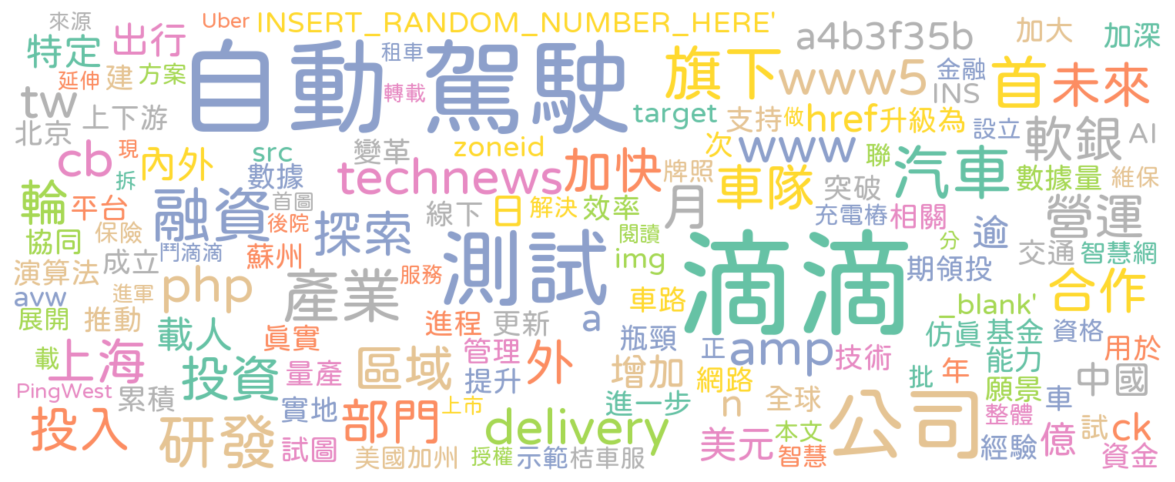 來源 Uber INSERT_RANDOM_NUMBER_HERE' 加大 加深
特定 出行 租車 a4b3f35b
延伸 建 方案 自動駕駛 轉載 旗下 www5 金融 INS 首 未來
tw 上下游 target 支持 做 href 升級為 設立 軟銀 AI
北京 cb 現 內外 src 變革 zoneid 次 www 聯 汽車
拆 數據 technews 加快 牌照 車隊 突破 數據量 維保
輪 平台 融資 首圖 探索 線下 日 解決 效率 月 充電樁 相關 逾 營運
協同 保險 鬥滴滴 後院 蘇州 測試 閱讀 img 滴滴 分 交通 智慧網
演算法 成立 服務 期領投
avw 進軍 php 產業 車路 _blank' 合作
展開 推動 載人 真實 進程 更新 a 瓶頸 正 amp 技術 仿真 基金 資格 用於
載 上海 投資 量產 區域 管理 提升 外 增加 網路 批 年 能力 願景 中國
PingWest 累積 實地 上市 進一步 n 全球 整體 車
投入 研發 試圖 部門 delivery 美元 本文 公司 經驗 億 試 ck
美國加州 授權 示範 桔車服 智慧 資金